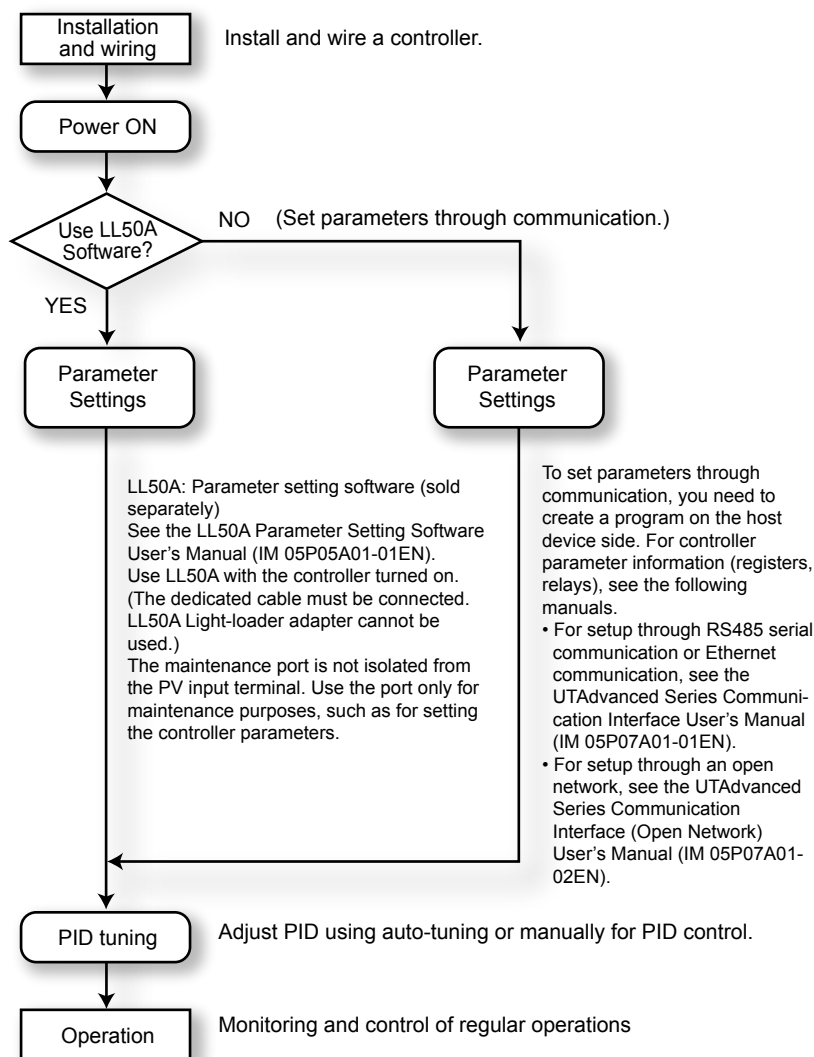 Installation
and wiring
Install and wire a controller.
Power ON
Use LL50A
Software?
NO (Set parameters through communication.)
YES
Parameter
Settings
Parameter
Settings
LL50A: Parameter setting software (sold
separately)
See the LL50A Parameter Setting Software
User's Manual (IM 05P05A01-01EN).
Use LL50A with the controller turned on.
(The dedicated cable must be connected.
LL50A Light-loader adapter cannot be
used.)
The maintenance port is not isolated from
the PV input terminal. Use the port only for
maintenance purposes, such as for setting
the controller parameters.
To set parameters through
communication, you need to
create a program on the host
device side. For controller
parameter information (registers,
relays), see the following
manuals.
• For setup through RS485 serial
communication or Ethernet
communication, see the
UTAdvanced Series Communi-
cation Interface User's Manual
(IM 05P07A01-01EN).
• For setup through an open
network, see the UTAdvanced
Series Communication
Interface (Open Network)
User's Manual (IM 05P07A01-
02EN).
PID tuning
Adjust PID using auto-tuning or manually for PID control.
Operation
Monitoring and control of regular operations